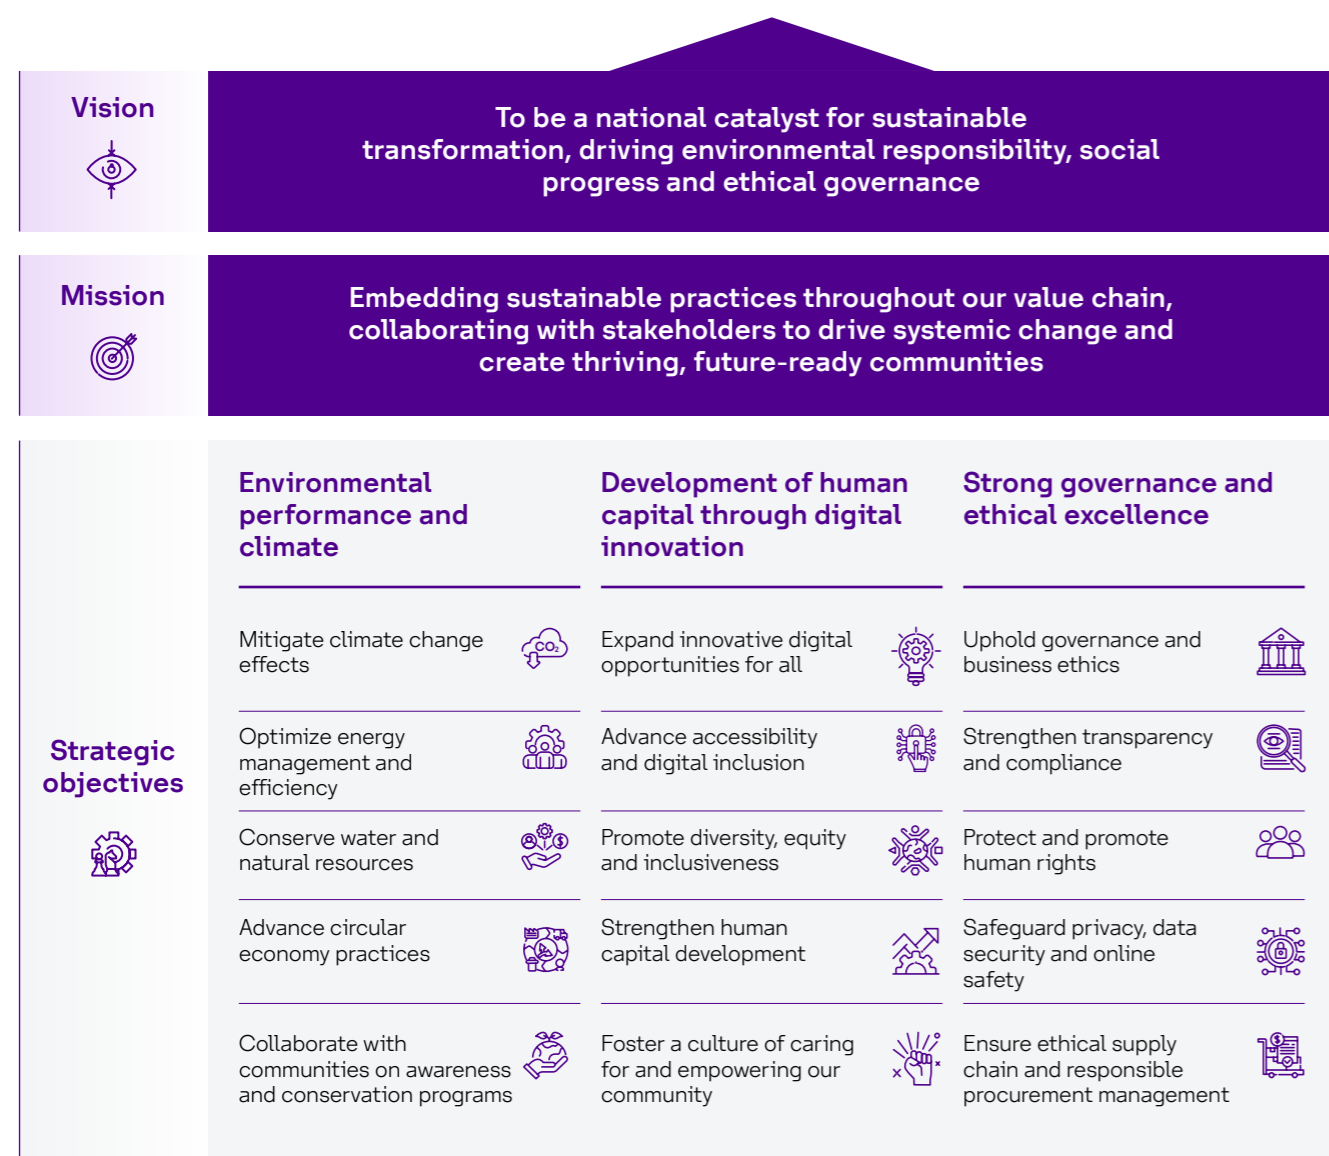 Vision
To be a national catalyst for sustainable
transformation, driving environmental responsibility, social
progress and ethical governance
Mission
Embedding sustainable practices throughout our value chain,
collaborating with stakeholders to drive systemic change and
create thriving, future-ready communities
Strategic
objectives
Environmental
performance and
climate
Mitigate climate change
effects
CO₂
Optimize energy
management and
efficiency
Conserve water and
natural resources
Advance circular
economy practices
Collaborate with
communities on awareness
and conservation programs
Development of human
capital through digital
innovation
Expand innovative digital
opportunities for all
Advance accessibility
and digital inclusion
Promote diversity, equity
and inclusiveness
Strengthen human
capital development
Foster a culture of caring
for and empowering our
community
Strong governance and
ethical excellence
Uphold governance and
business ethics
Strengthen transparency
and compliance
Protect and promote
human rights
Safeguard privacy, data
security and online
safety
Ensure ethical supply
chain and responsible
procurement management